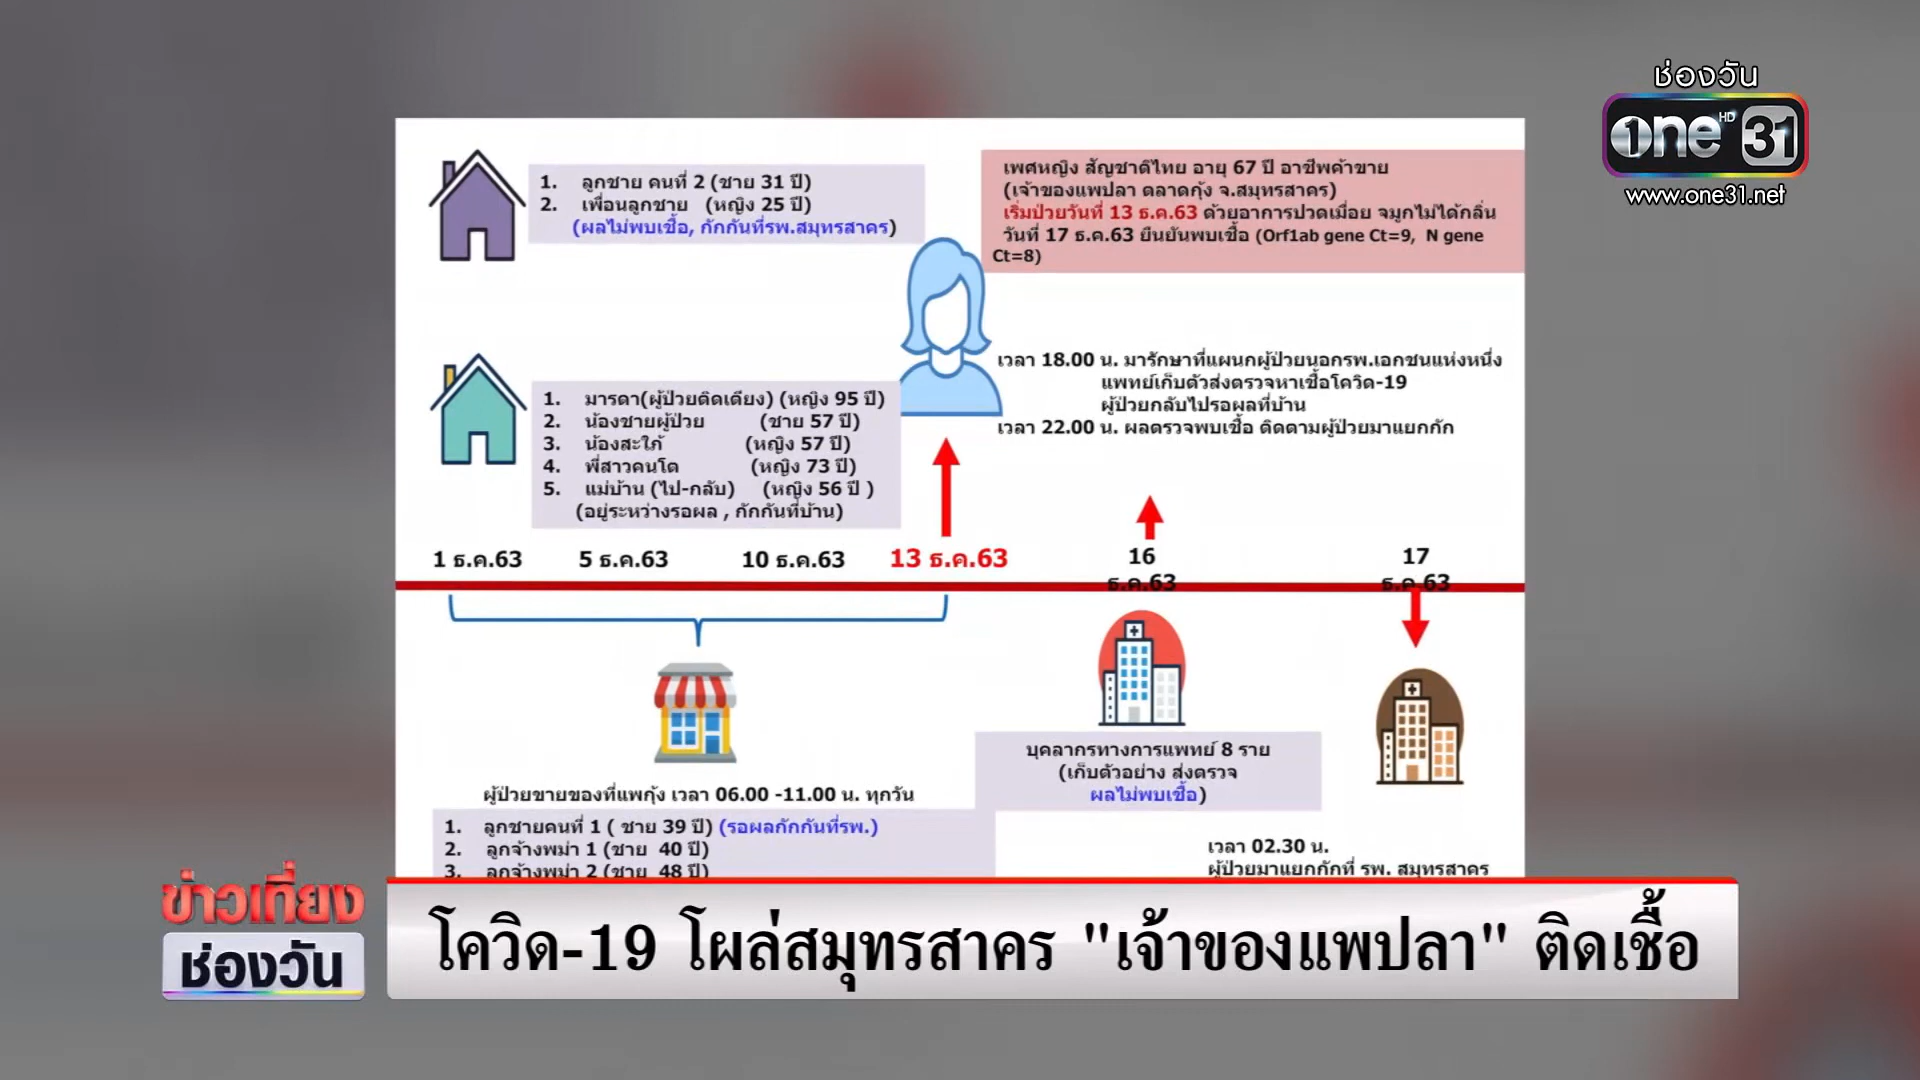 ช่องวัน
one HD 31
www.one31.net
1. ลูกชาย คนที่ 2 (ชาย 31 ปี)
2. เพื่อนลูกชาย (หญิง 25 ปี)
(ผลไม่พบเชื้อ, กักกันที่รพ.สมุทรสาคร)
เพศหญิง สัญชาติไทย อายุ 67 ปี อาชีพค้าขาย
(เจ้าของแพปลา ตลาดกุ้ง จ.สมุทรสาคร)
เริ่มป่วยวันที่ 13 ธ.ค.63 ด้วยอาการปวดเมื่อย จมูกไม่ได้กลิ่น
วันที่ 17 ธ.ค.63 ยืนยันพบเชื้อ (Orf1ab gene Ct=9, N gene
Ct=8)
1. มารดา(ผู้ป่วยติดเตียง) (หญิง 95 ปี)
2. น้องชายผู้ป่วย (ชาย 57 ปี)
3. น้องสะใภ้ (หญิง 57 ปี)
4. พี่สาวคนโต (หญิง 73 ปี)
5. แม่บ้าน (ไป-กลับ) (หญิง 56 ปี )
(อยู่ระหว่างรอผล , กักกันที่บ้าน)
เวลา 18.00 น. มารักษาที่แผนกผู้ป่วยนอกรพ.เอกชนแห่งหนึ่ง
แพทย์เก็บตัวส่งตรวจหาเชื้อโควิด-19
ผู้ป่วยกลับไปรอผลที่บ้าน
เวลา 22.00 น. ผลตรวจพบเชื้อ ติดตามผู้ป่วยมาแยกกัก
1 ธ.ค.63 5 ธ.ค.63 10 ธ.ค.63 13 ธ.ค.63 16 17
ธ.ค.63 ธ.ค.63
ผู้ป่วยขายของที่แพกุ้ง เวลา 06.00 -11.00 น. ทุกวัน
1. ลูกชายคนที่ 1 ( ชาย 39 ปี) (รอผลกักกันที่รพ.)
2. ลูกจ้างพม่า 1 (ชาย 40 ปี)
3. ลูกจ้างพม่า 2 (ชาย 48 ปี)
บุคลากรทางการแพทย์ 8 ราย
(เก็บตัวอย่าง ส่งตรวจ
ผลไม่พบเชื้อ)
เวลา 02.30 น.
ผู้ป่วยมาแยกกักที่ รพ. สมุทรสาคร
ข่าวเที่ยง
ช่องวัน
โควิด-19 โผล่สมุทรสาคร "เจ้าของแพปลา" ติดเชื้อ